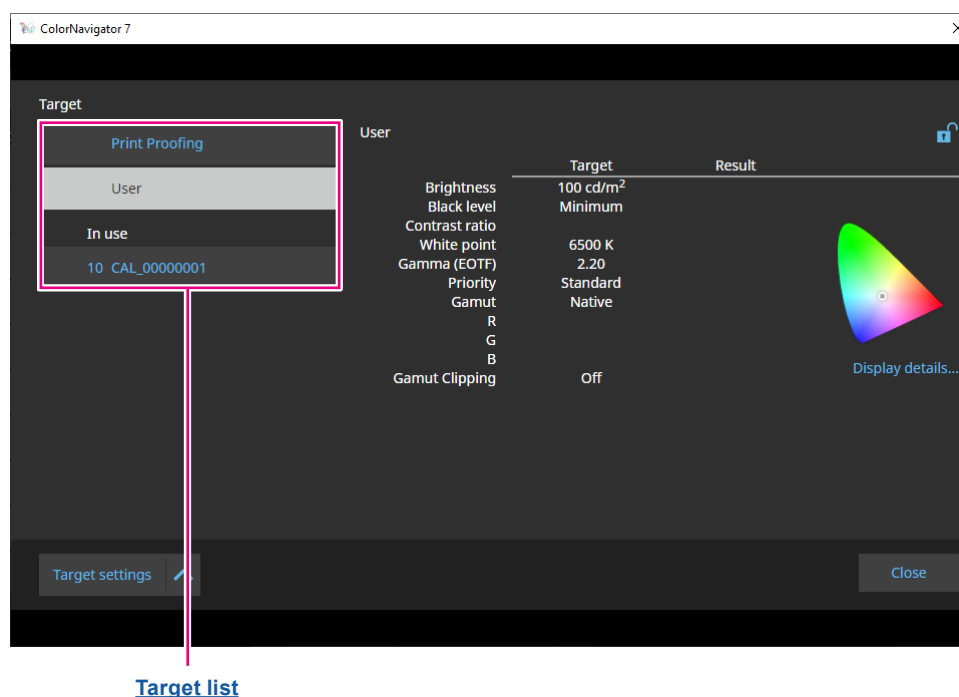 ColorNavigator 7
Target
Print Proofing
User
In use
10 CAL_00000001
User
Target Result
Brightness 100 cd/m²
Black level Minimum
Contrast ratio
White point 6500 K
Gamma (EOTF) 2.20
Priority Standard
Gamut Native
R
G
B
Gamut Clipping Off
Display details...
Target settings
Close
Target list